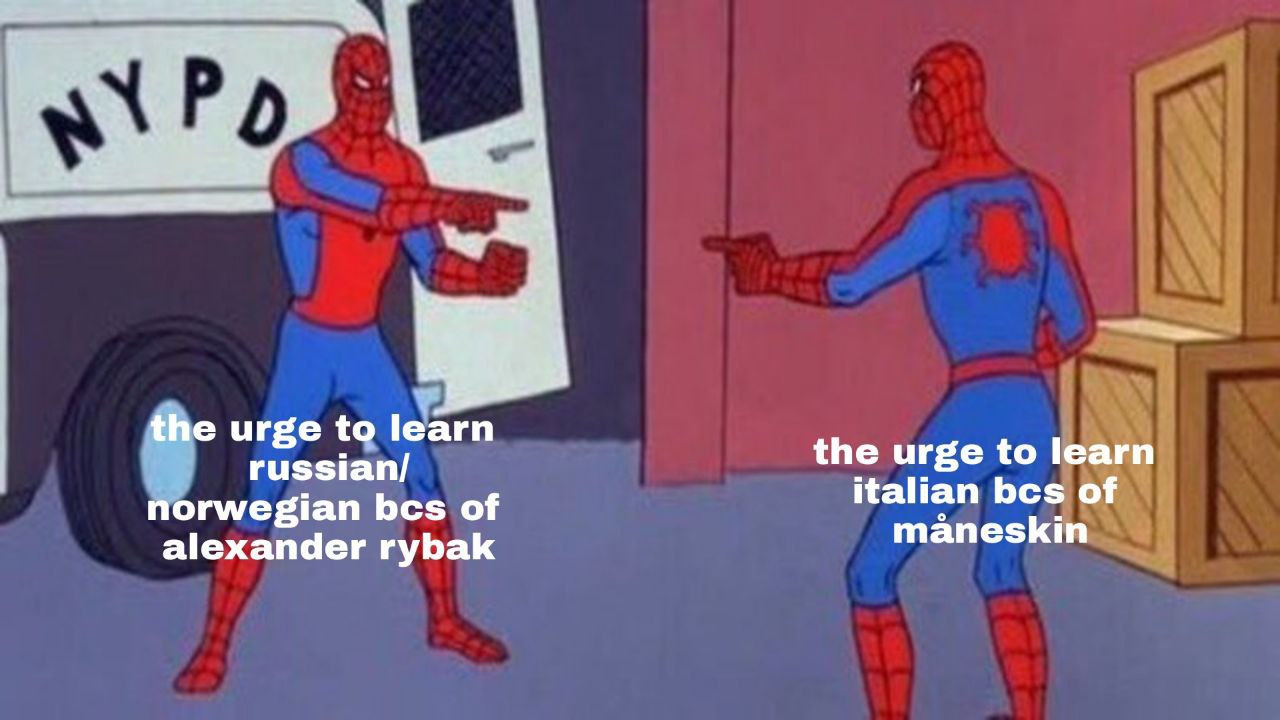 NYPD
the urge to learn
russian/
norwegian bcs of
alexander rybak
the urge to learn
italian bcs of
måneskin